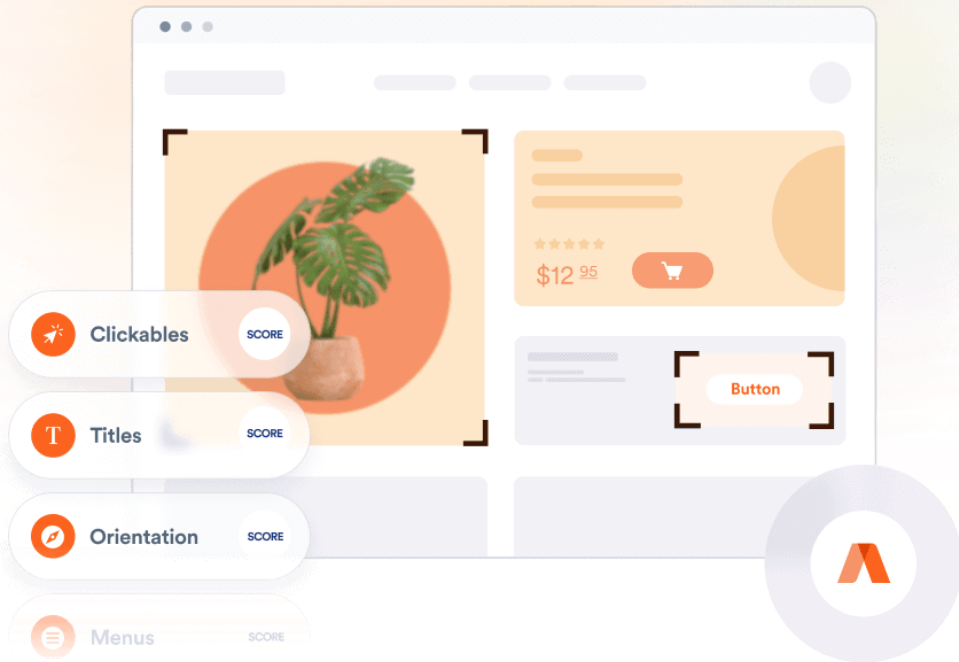 $12 95
Button
Clickables SCORE
T Titles SCORE
Orientation SCORE
Menus SCORE